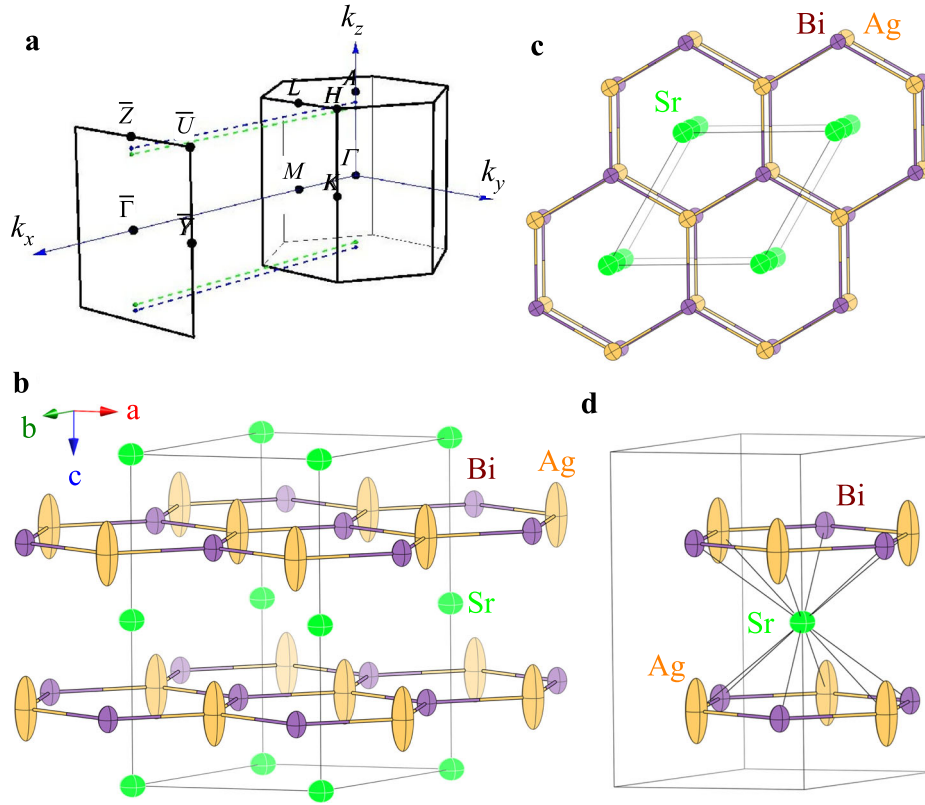 a
k_z
A
L
H
Z̅
U̅
M
Γ
K
k_y
Γ̅
Y̅
k_x
c
Bi
Ag
Sr
b
a
b
c
Bi
Ag
Sr
d
Bi
Sr
Ag